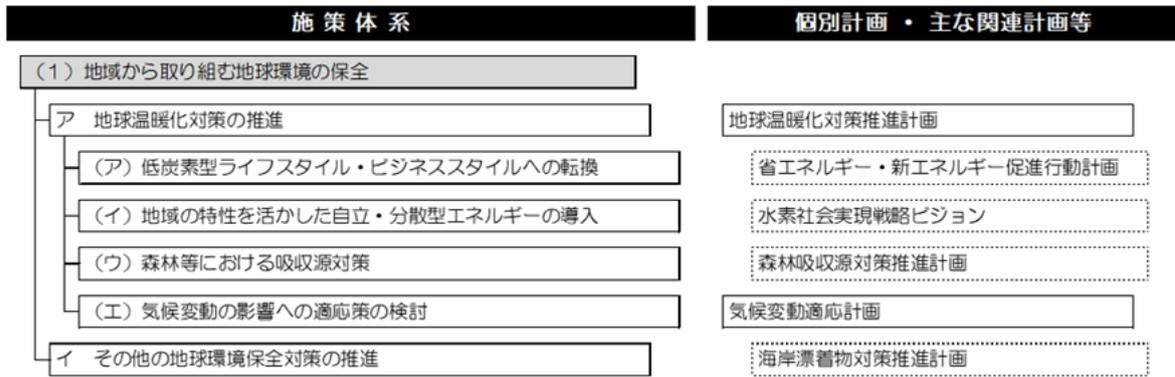 施 策 体 系
個別計画 ・ 主な関連計画等
（１）地域から取り組む地球環境の保全
ア 地球温暖化対策の推進
地球温暖化対策推進計画
（ア）低炭素型ライフスタイル・ビジネススタイルへの転換
省エネルギー・新エネルギー促進行動計画
（イ）地域の特性を活かした自立・分散型エネルギーの導入
水素社会実現戦略ビジョン
（ウ）森林等における吸収源対策
森林吸収源対策推進計画
（エ）気候変動の影響への適応策の検討
気候変動適応計画
イ その他の地球環境保全対策の推進
海岸漂着物対策推進計画